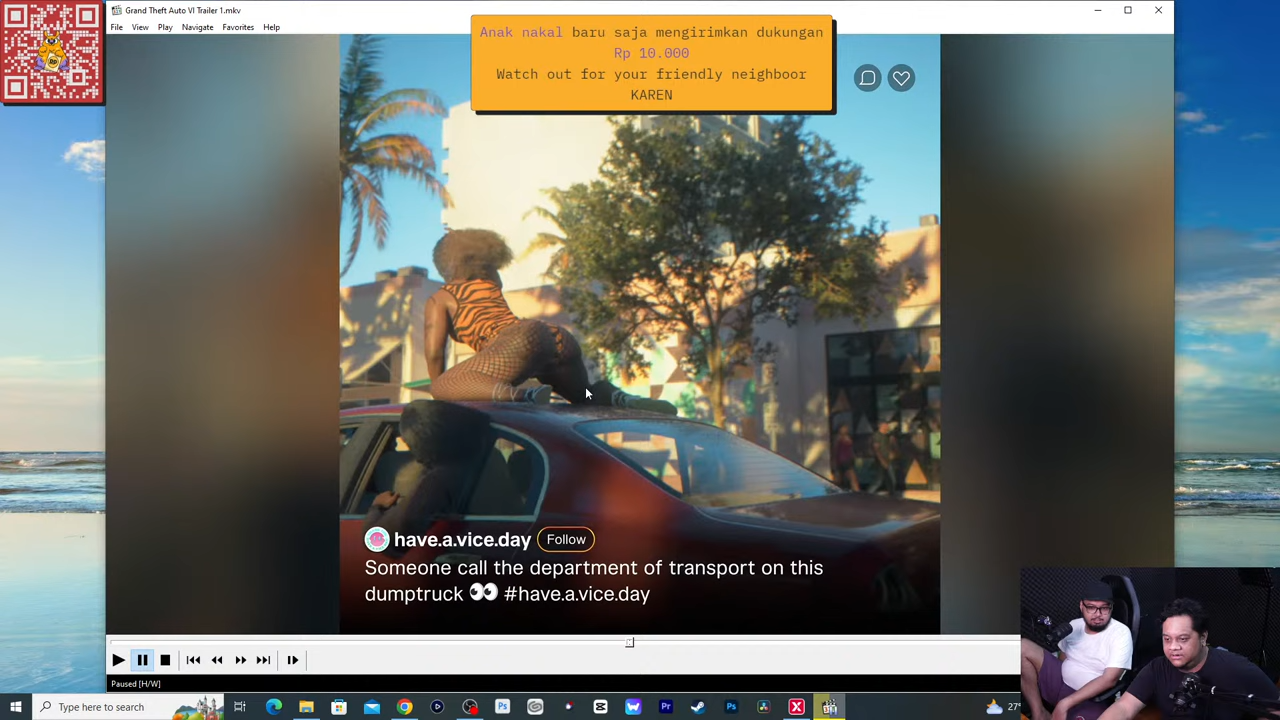 Grand Theft Auto VI Trailer 1.mkv
File View Play Navigate Favorites Help
Anak nakal baru saja mengirimkan dukungan
Rp 10.000
Watch out for your friendly neighboor
KAREN
have.a.vice.day Follow
Someone call the department of transport on this
dumptruck 👀 #have.a.vice.day
Paused [H/W]
Type here to search
27°